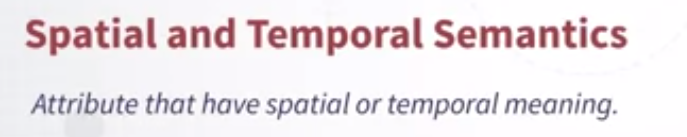 Spatial and Temporal Semantics
Attribute that have spatial or temporal meaning.